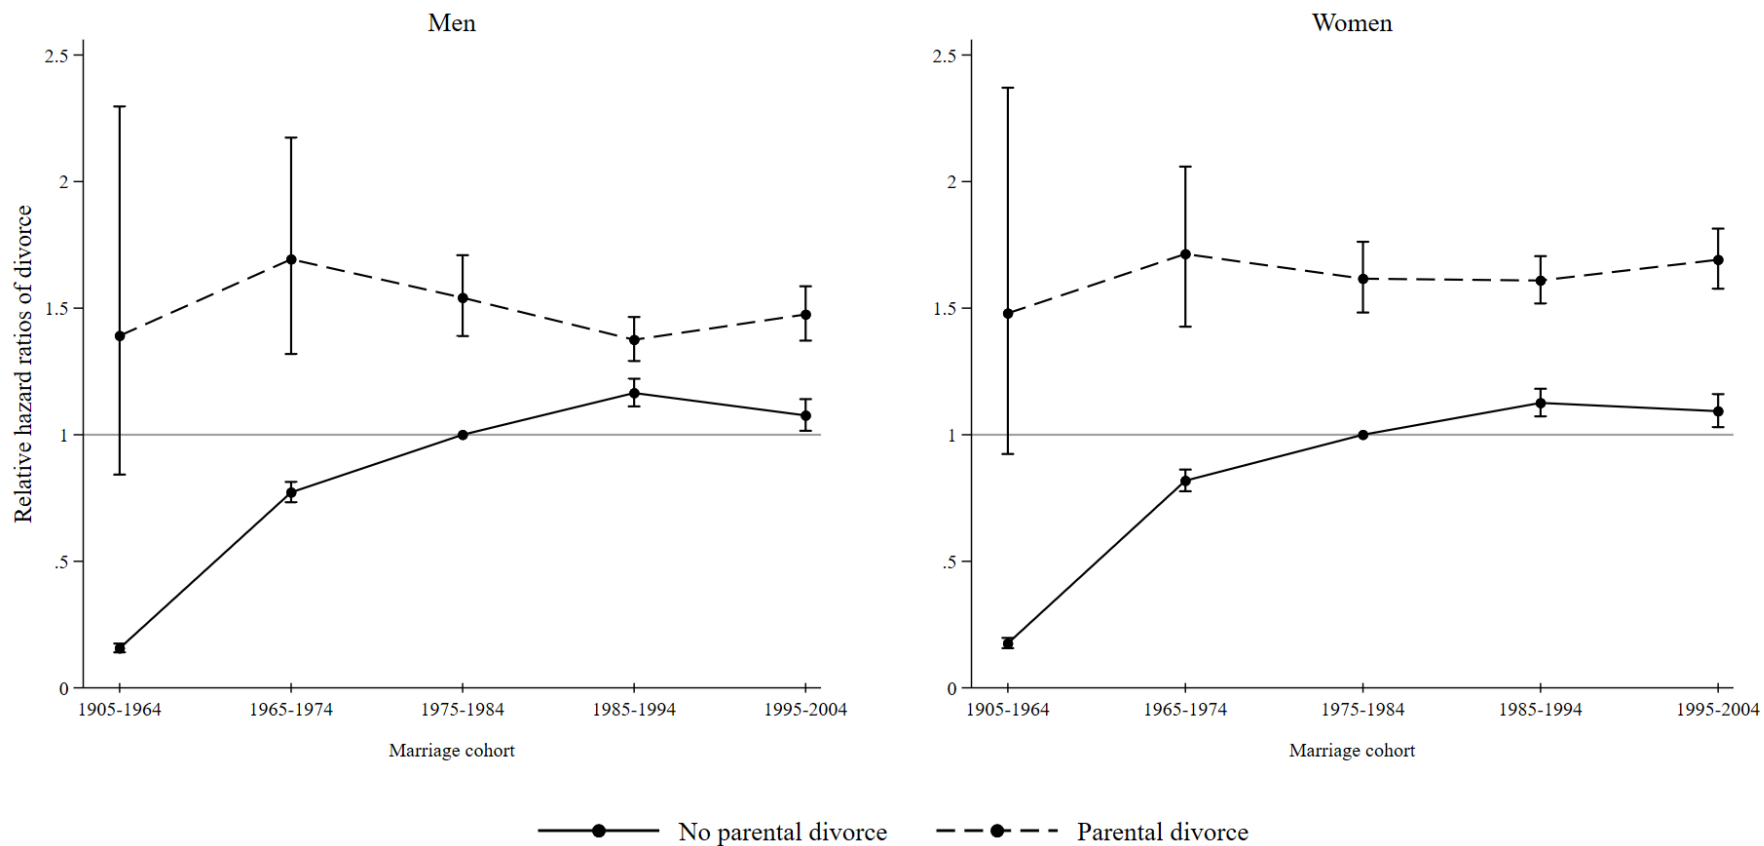 Men
Women
Relative hazard ratios of divorce
2.5
2
1.5
1
.5
0
1905-1964 1965-1974 1975-1984 1985-1994 1995-2004
Marriage cohort
2.5
2
1.5
1
.5
0
1905-1964 1965-1974 1975-1984 1985-1994 1995-2004
Marriage cohort
No parental divorce Parental divorce